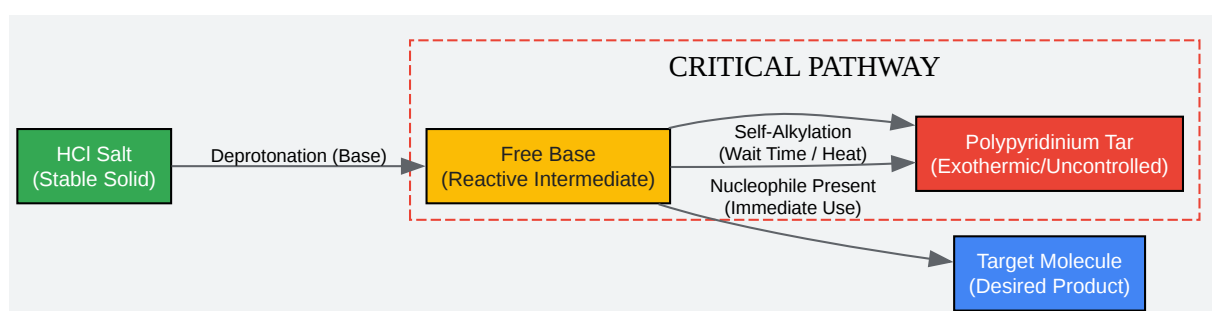 CRITICAL PATHWAY
HCl Salt
(Stable Solid)
Deprotonation (Base)
Free Base
(Reactive Intermediate)
Self-Alkylation
(Wait Time / Heat)
Nucleophile Present
(Immediate Use)
Polypyridinium Tar
(Exothermic/Uncontrolled)
Target Molecule
(Desired Product)